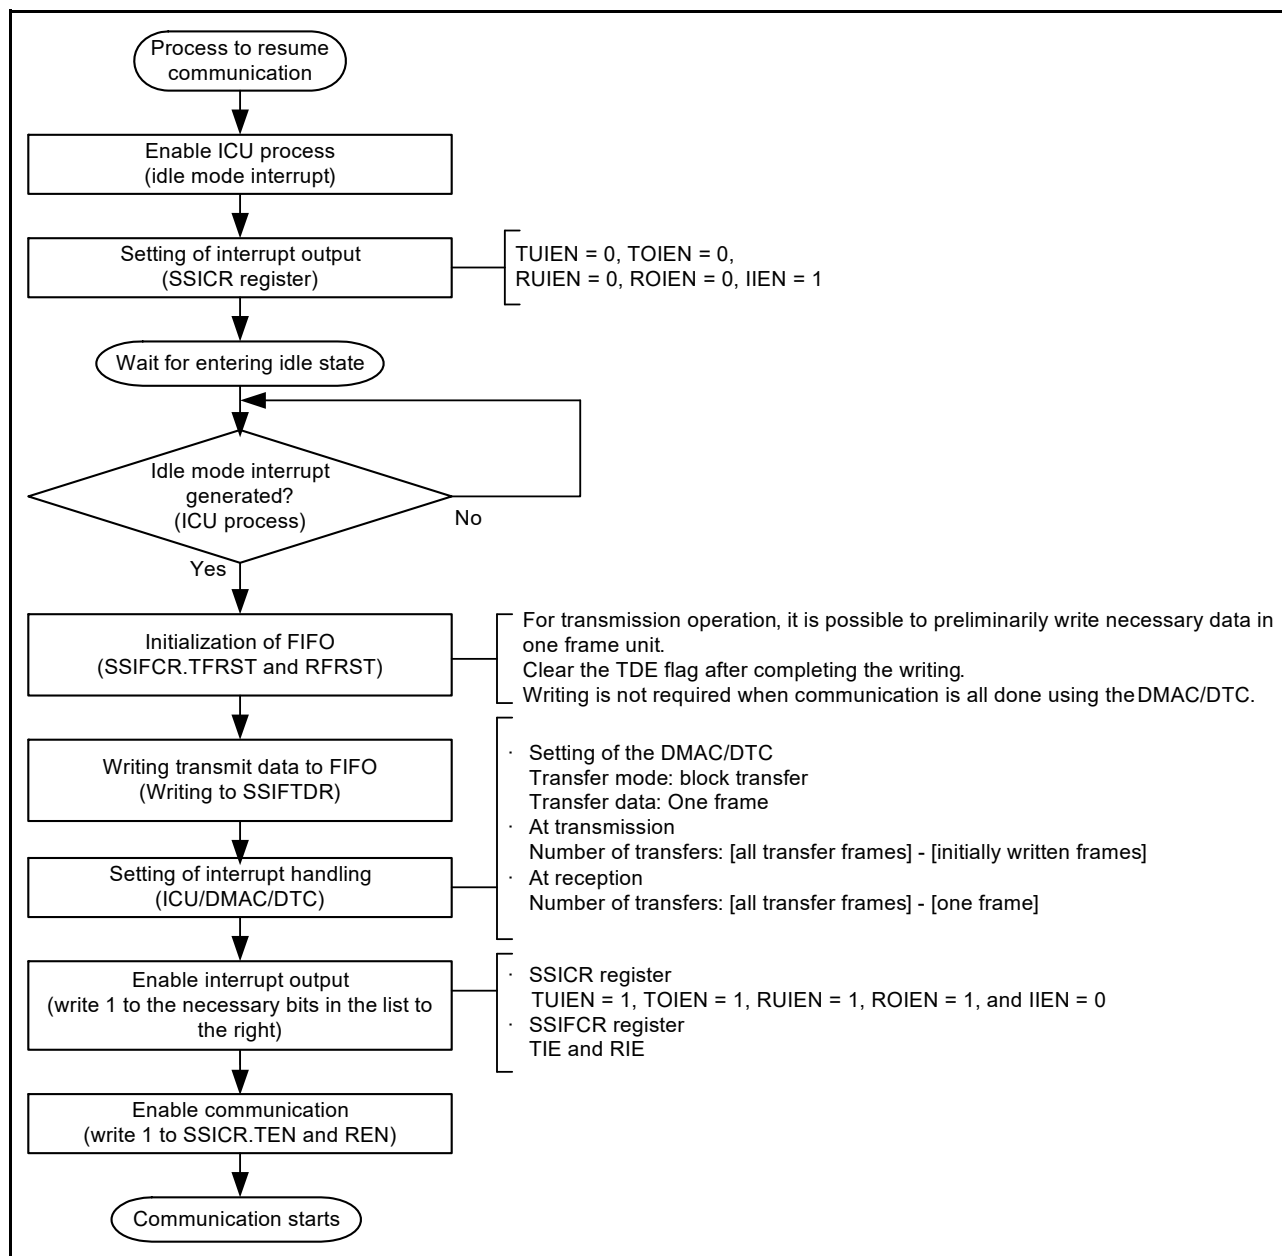 Process to resume
communication
Enable ICU process
(idle mode interrupt)
Setting of interrupt output
(SSICR register)
TUIEN = 0, TOIEN = 0,
RUIEN = 0, ROIEN = 0, IIEN = 1
Wait for entering idle state
Idle mode interrupt
generated?
(ICU process)
No
Yes
Initialization of FIFO
(SSIFCR.TFRST and RFRST)
For transmission operation, it is possible to preliminarily write necessary data in
one frame unit.
Clear the TDE flag after completing the writing.
Writing is not required when communication is all done using the DMAC/DTC.
Writing transmit data to FIFO
(Writing to SSIFTDR)
Setting of interrupt handling
(ICU/DMAC/DTC)
· Setting of the DMAC/DTC
Transfer mode: block transfer
Transfer data: One frame
· At transmission
Number of transfers: [all transfer frames] - [initially written frames]
· At reception
Number of transfers: [all transfer frames] - [one frame]
Enable interrupt output
(write 1 to the necessary bits in the list to
the right)
· SSICR register
TUIEN = 1, TOIEN = 1, RUIEN = 1, ROIEN = 1, and IIEN = 0
· SSIFCR register
TIE and RIE
Enable communication
(write 1 to SSICR.TEN and REN)
Communication starts